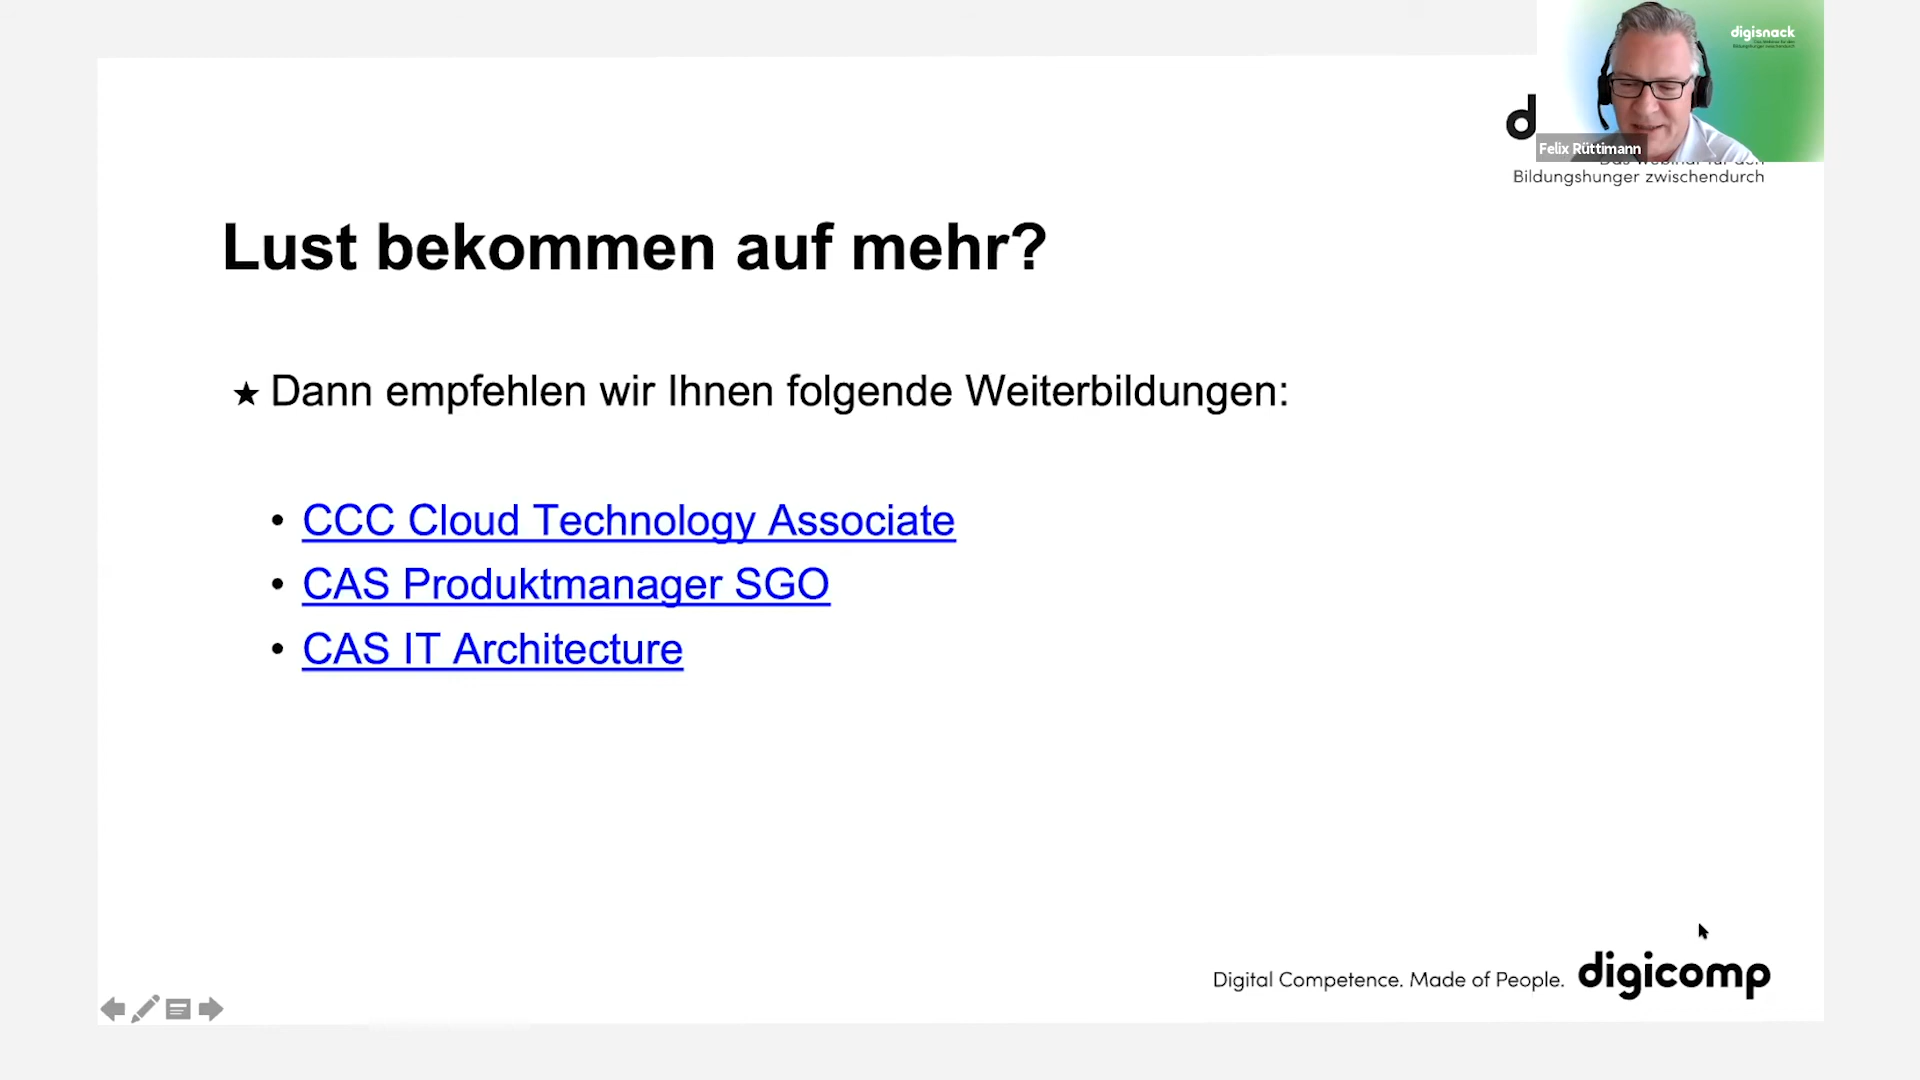 digisnack
d
Felix Rüttimann
Bildungshunger zwischendurch
Lust bekommen auf mehr?
★ Dann empfehlen wir Ihnen folgende Weiterbildungen:
• CCC Cloud Technology Associate
• CAS Produktmanager SGO
• CAS IT Architecture
Digital Competence. Made of People. digicomp